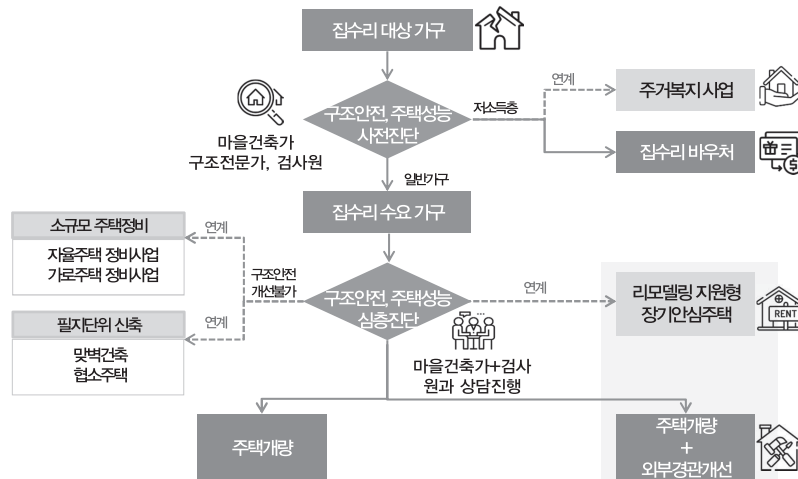 집수리 대상 가구
구조안전, 주택성능
사전진단
마을건축가
구조전문가, 검사원
저소득층
연계
주거복지 사업
집수리 바우처
일반가구
집수리 수요 가구
소규모 주택정비
자율주택 정비사업
가로주택 정비사업
연계
구조안전
개선불가
구조안전, 주택성능
심층진단
연계
리모델링 지원형
장기안심주택
RENT
필지단위 신축
맞벽건축
협소주택
연계
마을건축가+검사
원과 상담진행
주택개량
주택개량
+
외부경관개선